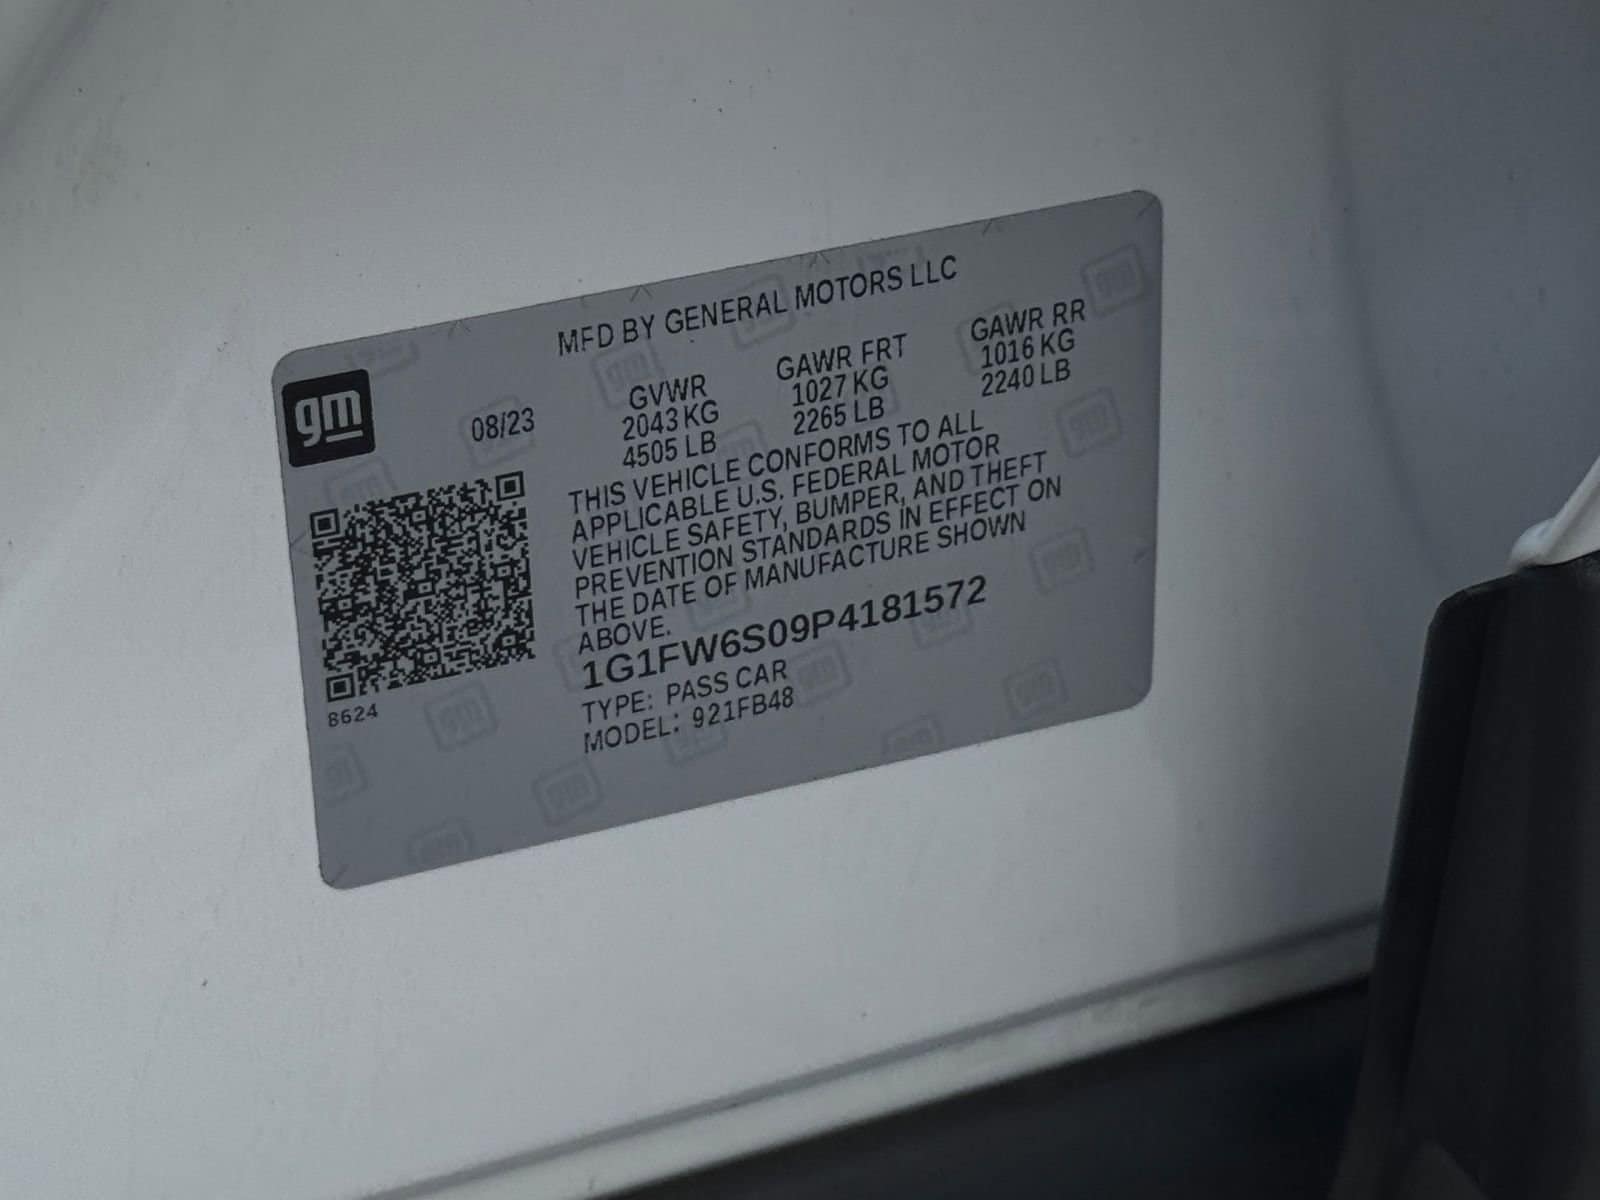 MFD BY GENERAL MOTORS LLC
gm
08/23
GVWR
2043 KG
4505 LB
GAWR FRT
1027 KG
2265 LB
GAWR RR
1016 KG
2240 LB
THIS VEHICLE CONFORMS TO ALL
APPLICABLE U.S. FEDERAL MOTOR
VEHICLE SAFETY, BUMPER, AND THEFT
PREVENTION STANDARDS IN EFFECT ON
THE DATE OF MANUFACTURE SHOWN
ABOVE.
1G1FW6S09P4181572
TYPE: PASS CAR
MODEL: 921FB48
8624